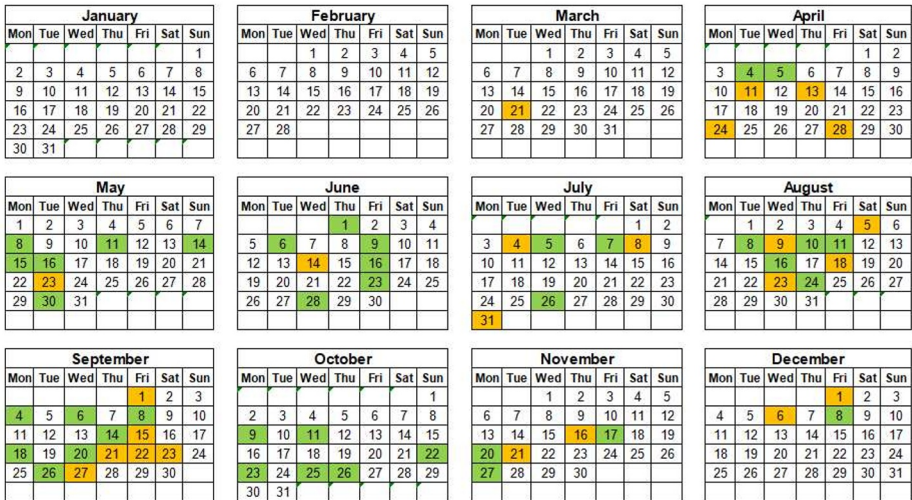 January February March April
Mon Tue Wed Thu Fri Sat Sun Mon Tue Wed Thu Fri Sat Sun Mon Tue Wed Thu Fri Sat Sun Mon Tue Wed Thu Fri Sat Sun
1 1 2 3 4 5 1 2 3 4 5 1 2
2 3 4 5 6 7 8 6 7 8 9 10 11 12 6 7 8 9 10 11 12 3 4 5 6 7 8 9
9 10 11 12 13 14 15 13 14 15 16 17 18 19 13 14 15 16 17 18 19 10 11 12 13 14 15 16
16 17 18 19 20 21 22 20 21 22 23 24 25 26 20 21 22 23 24 25 26 17 18 19 20 21 22 23
23 24 25 26 27 28 29 27 28 27 28 29 30 31 24 25 26 27 28 29 30
30 31
May June July August
Mon Tue Wed Thu Fri Sat Sun Mon Tue Wed Thu Fri Sat Sun Mon Tue Wed Thu Fri Sat Sun Mon Tue Wed Thu Fri Sat Sun
1 2 3 4 5 6 7 1 2 3 4 1 2 1 2 3 4 5 6
8 9 10 11 12 13 14 5 6 7 8 9 10 11 3 4 5 6 7 8 9 7 8 9 10 11 12 13
15 16 17 18 19 20 21 12 13 14 15 16 17 18 10 11 12 13 14 15 16 14 15 16 17 18 19 20
22 23 24 25 26 27 28 19 20 21 22 23 24 25 17 18 19 20 21 22 23 21 22 23 24 25 26 27
29 30 31 26 27 28 29 30 24 25 26 27 28 29 30 28 29 30 31
31
September October November December
Mon Tue Wed Thu Fri Sat Sun Mon Tue Wed Thu Fri Sat Sun Mon Tue Wed Thu Fri Sat Sun Mon Tue Wed Thu Fri Sat Sun
1 2 3 1 1 2 3 4 5 1 2 3
4 5 6 7 8 9 10 2 3 4 5 6 7 8 6 7 8 9 10 11 12 4 5 6 7 8 9 10
11 12 13 14 15 16 17 9 10 11 12 13 14 15 13 14 15 16 17 18 19 11 12 13 14 15 16 17
18 19 20 21 22 23 24 16 17 18 19 20 21 22 20 21 22 23 24 25 26 18 19 20 21 22 23 24
25 26 27 28 29 30 23 24 25 26 27 28 29 27 28 29 30 25 26 27 28 29 30 31
30 31